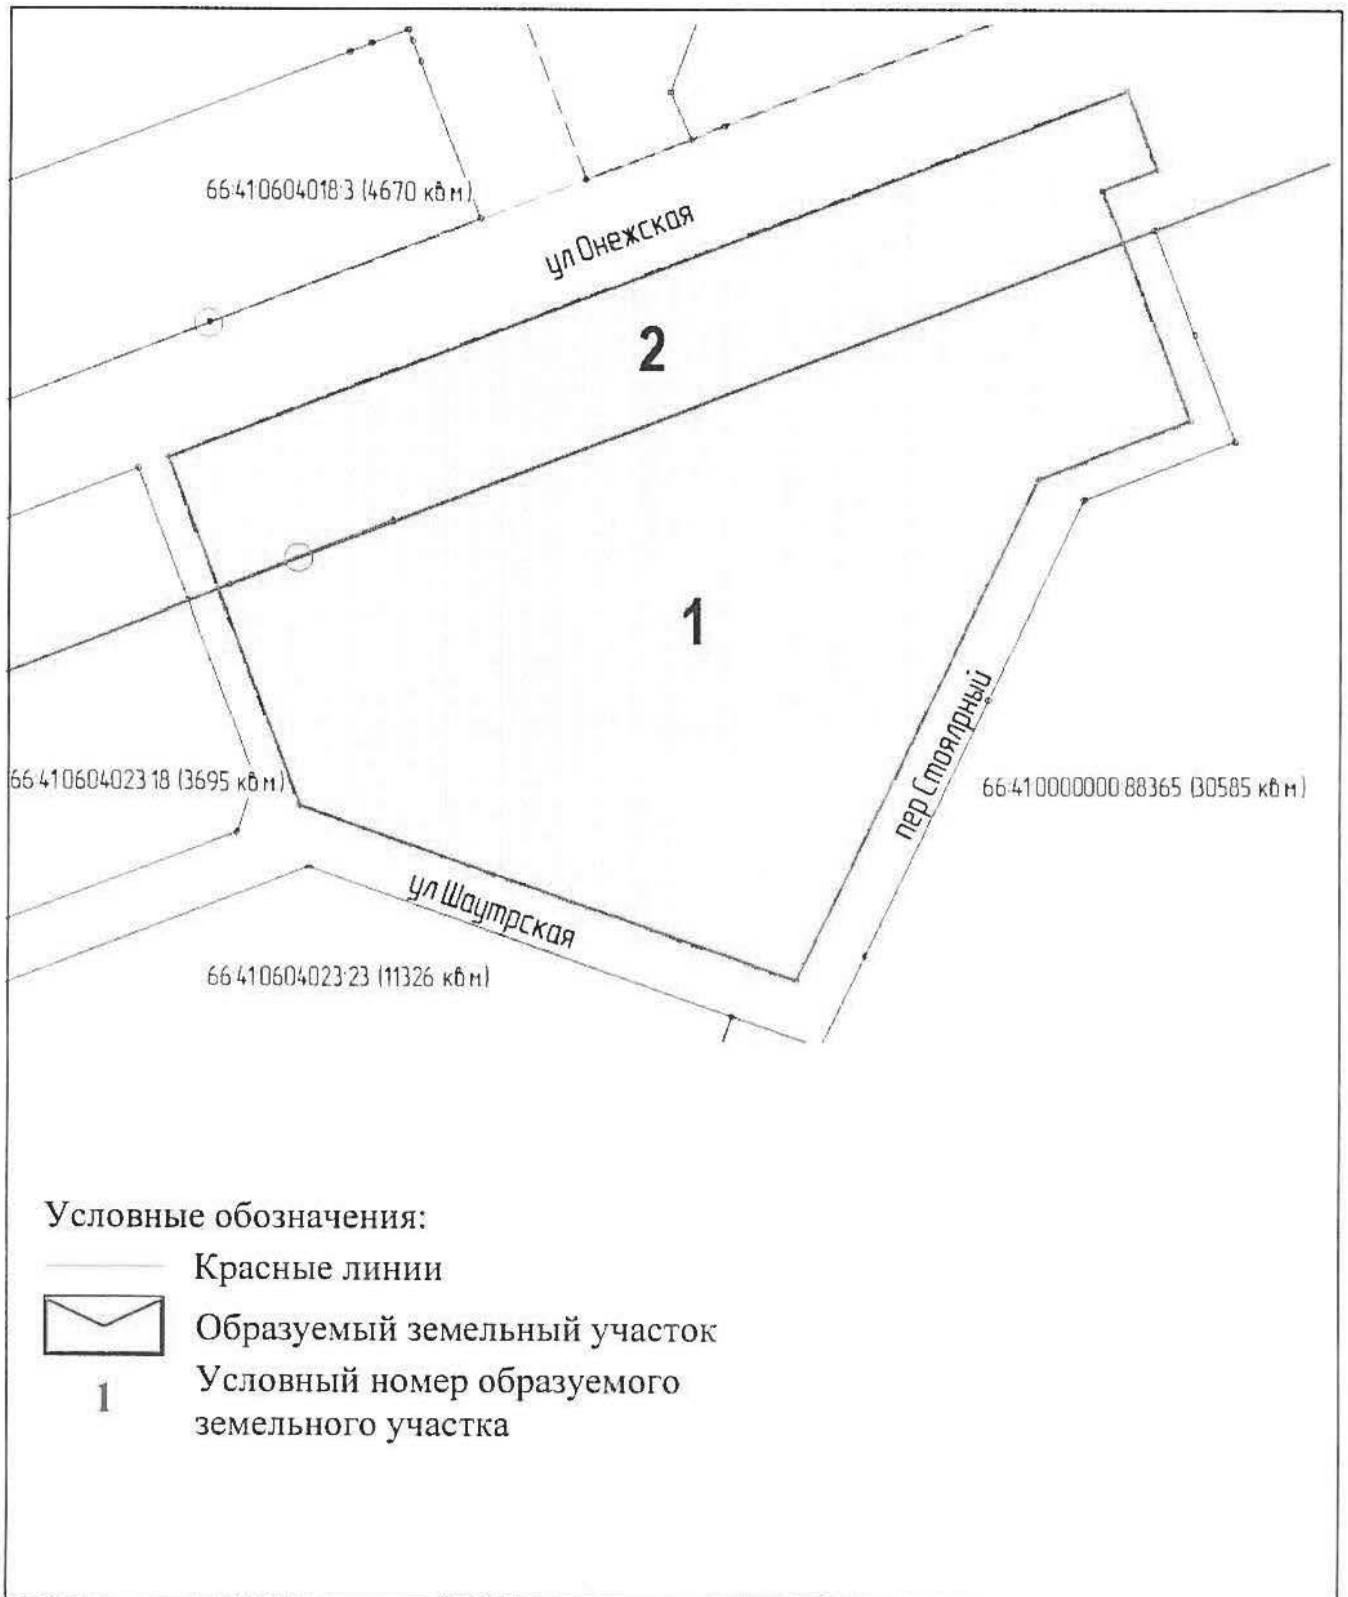 66:41:0604018:3 (4670 кв.м)
ул Онежская
2
1
пер Стоялрный
66:41:0604023:18 (3695 кв.м)
66:41:0000000:88365 (30585 кв.м)
ул Шаутрская
66:41:0604023:23 (11326 кв.м)
Условные обозначения:
Красные линии
Образуемый земельный участок
1 Условный номер образуемого
земельного участка